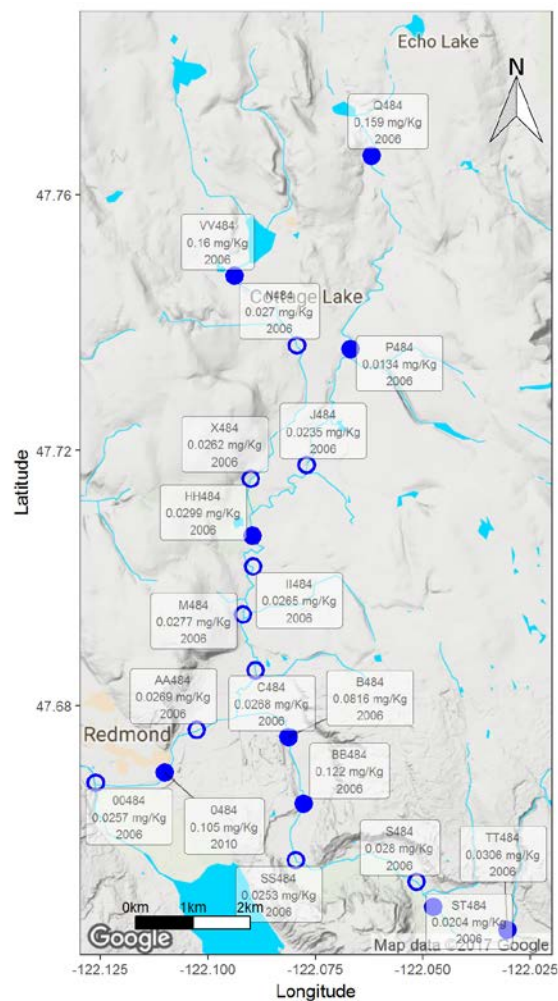 Echo Lake
N
Q484
0.159 mg/Kg
2006
47.76
VV484
0.16 mg/Kg
2006
N484
0.027 mg/Kg
2006
Cottage Lake
P484
0.0134 mg/Kg
2006
J484
0.0235 mg/Kg
2006
X484
0.0262 mg/Kg
2006
47.72
HH484
0.0299 mg/Kg
2006
II484
0.0265 mg/Kg
2006
M484
0.0277 mg/Kg
2006
AA484
0.0269 mg/Kg
2006
C484
0.0268 mg/Kg
2006
B484
0.0816 mg/Kg
2006
47.68
Redmond
BB484
0.122 mg/Kg
2006
00484
0.0257 mg/Kg
2006
0484
0.105 mg/Kg
2010
S484
0.028 mg/Kg
2006
TT484
0.0306 mg/Kg
2006
SS484
0.0253 mg/Kg
2006
ST484
0.0204 mg/Kg
2006
0km 1km 2km
Google
Map data ©2017 Google
-122.125 -122.100 -122.075 -122.050 -122.025
Longitude
Latitude